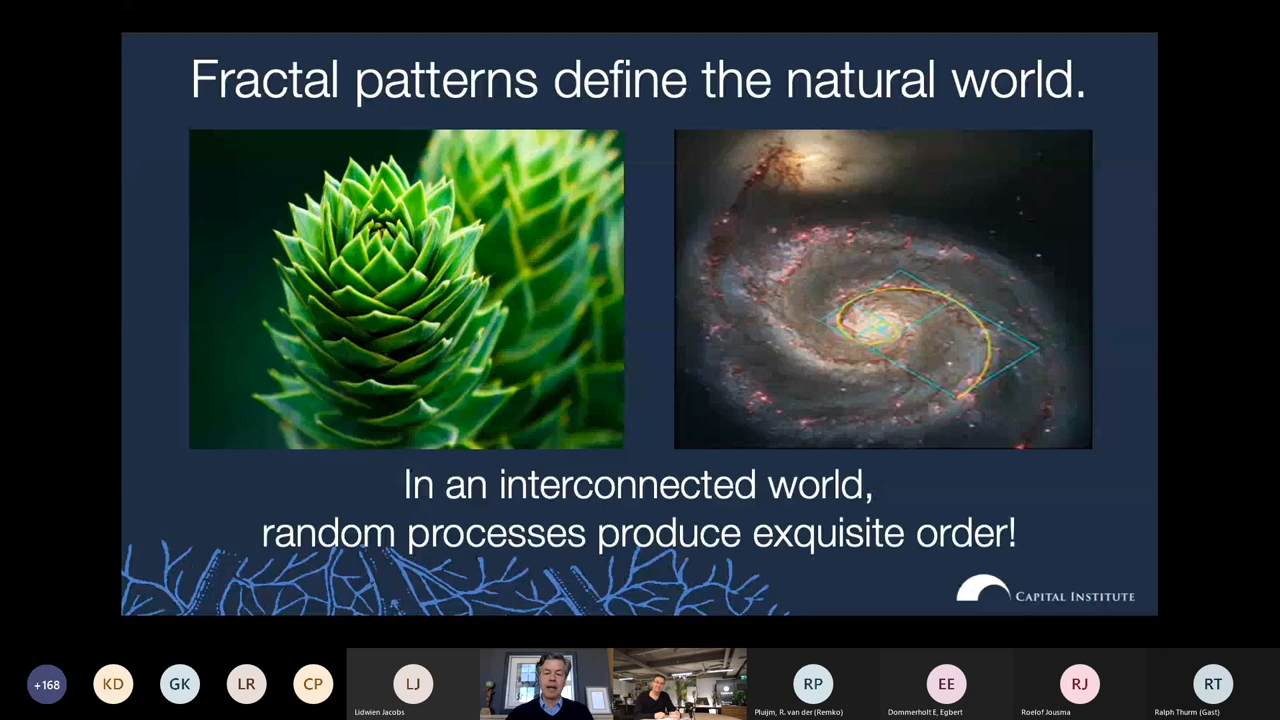 Fractal patterns define the natural world.
In an interconnected world,
random processes produce exquisite order!
CAPITAL INSTITUTE
+168
KD
GK
LR
CP
LJ
RP
EE
RJ
RT
Lidwien Jacobs
Pluijm, R. van der (Remko)
Dommerholt E, Egbert
Roelof Jousma
Ralph Thurm (Gast)